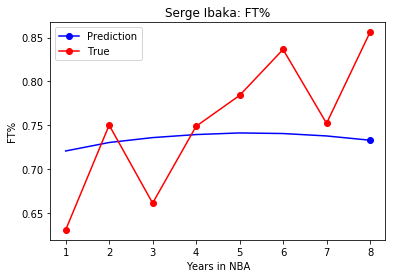 Serge Ibaka: FT%
Prediction
True
FT%
0.85
0.80
0.75
0.70
0.65
1 2 3 4 5 6 7 8
Years in NBA